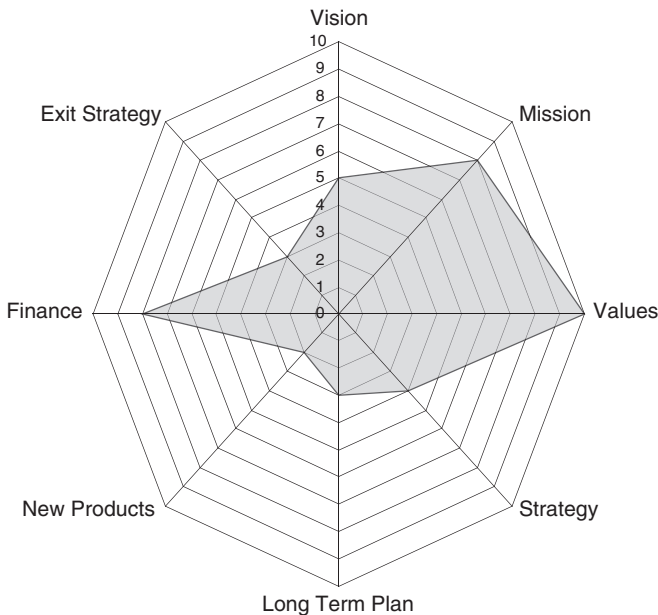 Vision
10
9
8
7
6
5
4
3
2
1
0
Exit Strategy
Mission
Finance
Values
New Products
Strategy
Long Term Plan